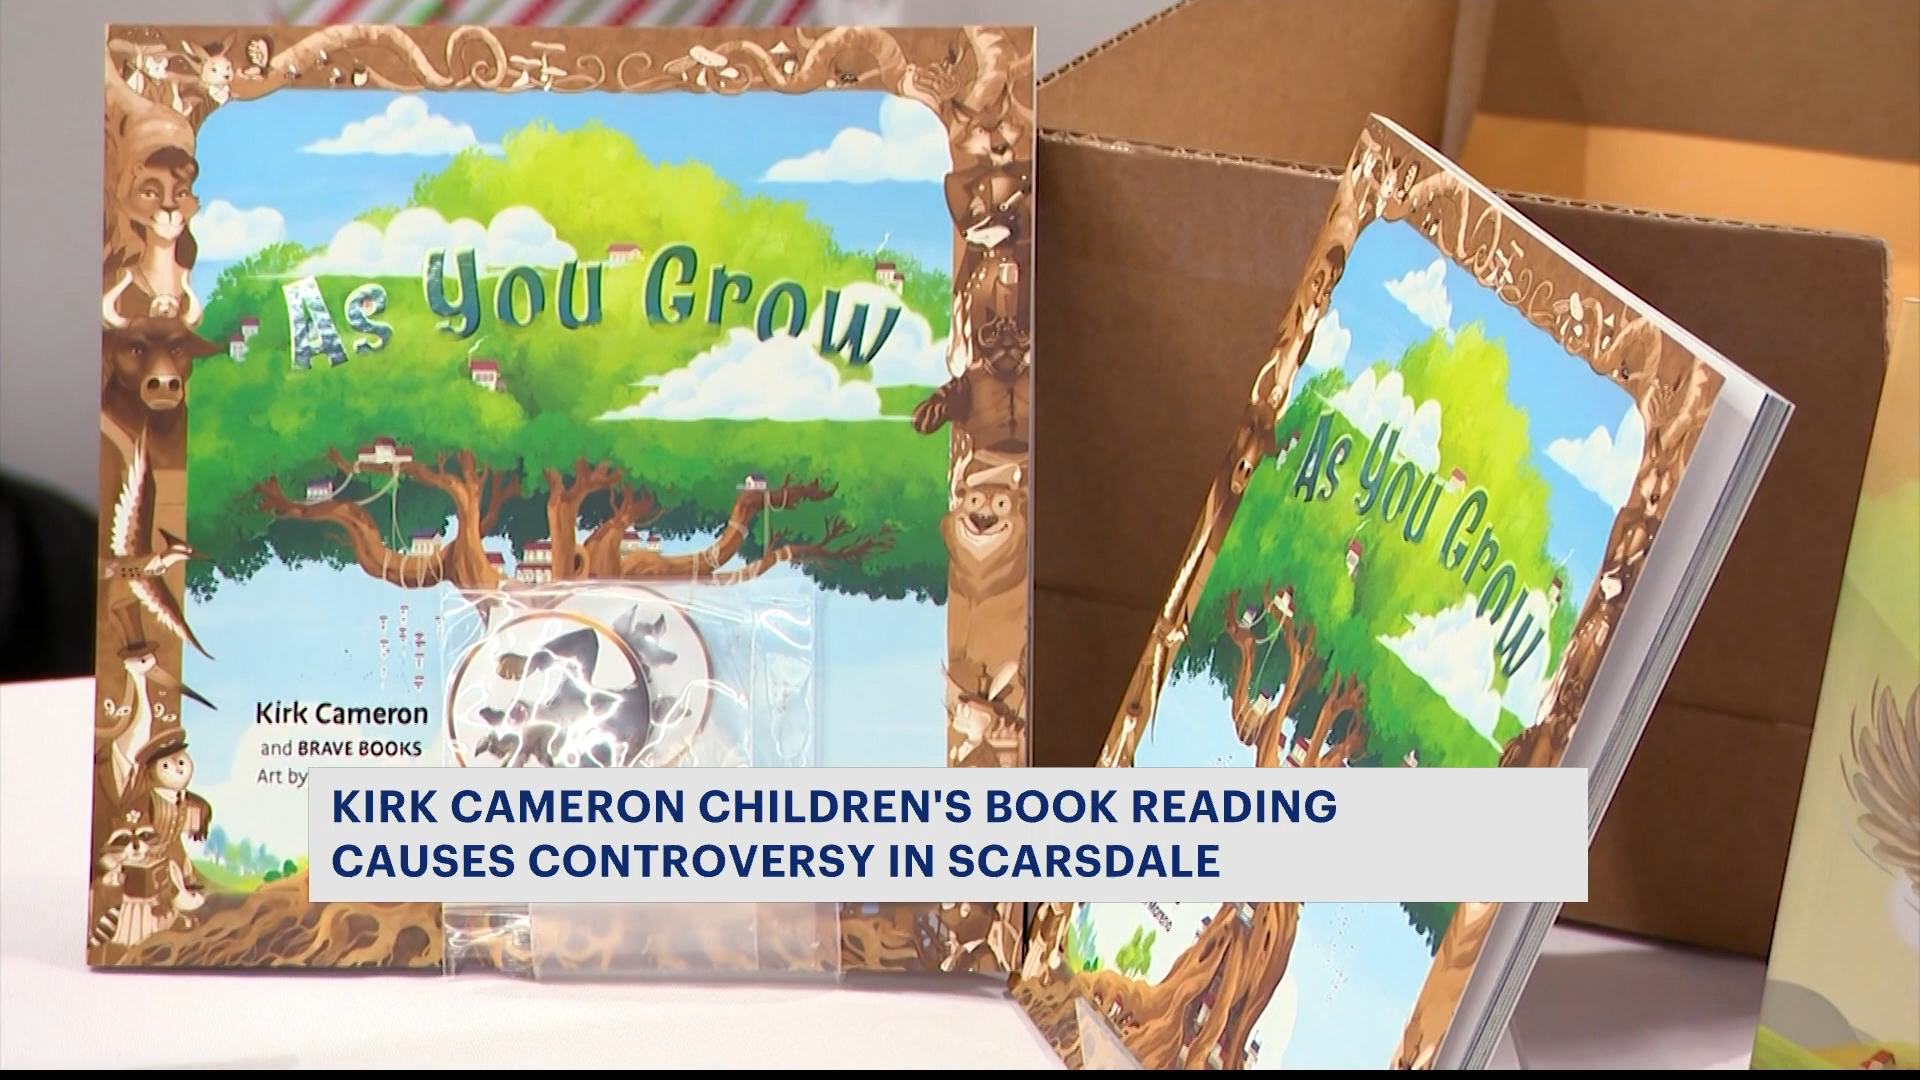 As You Grow
Kirk Cameron
and BRAVE BOOKS
Art by
As You Grow
KIRK CAMERON CHILDREN'S BOOK READING
CAUSES CONTROVERSY IN SCARSDALE